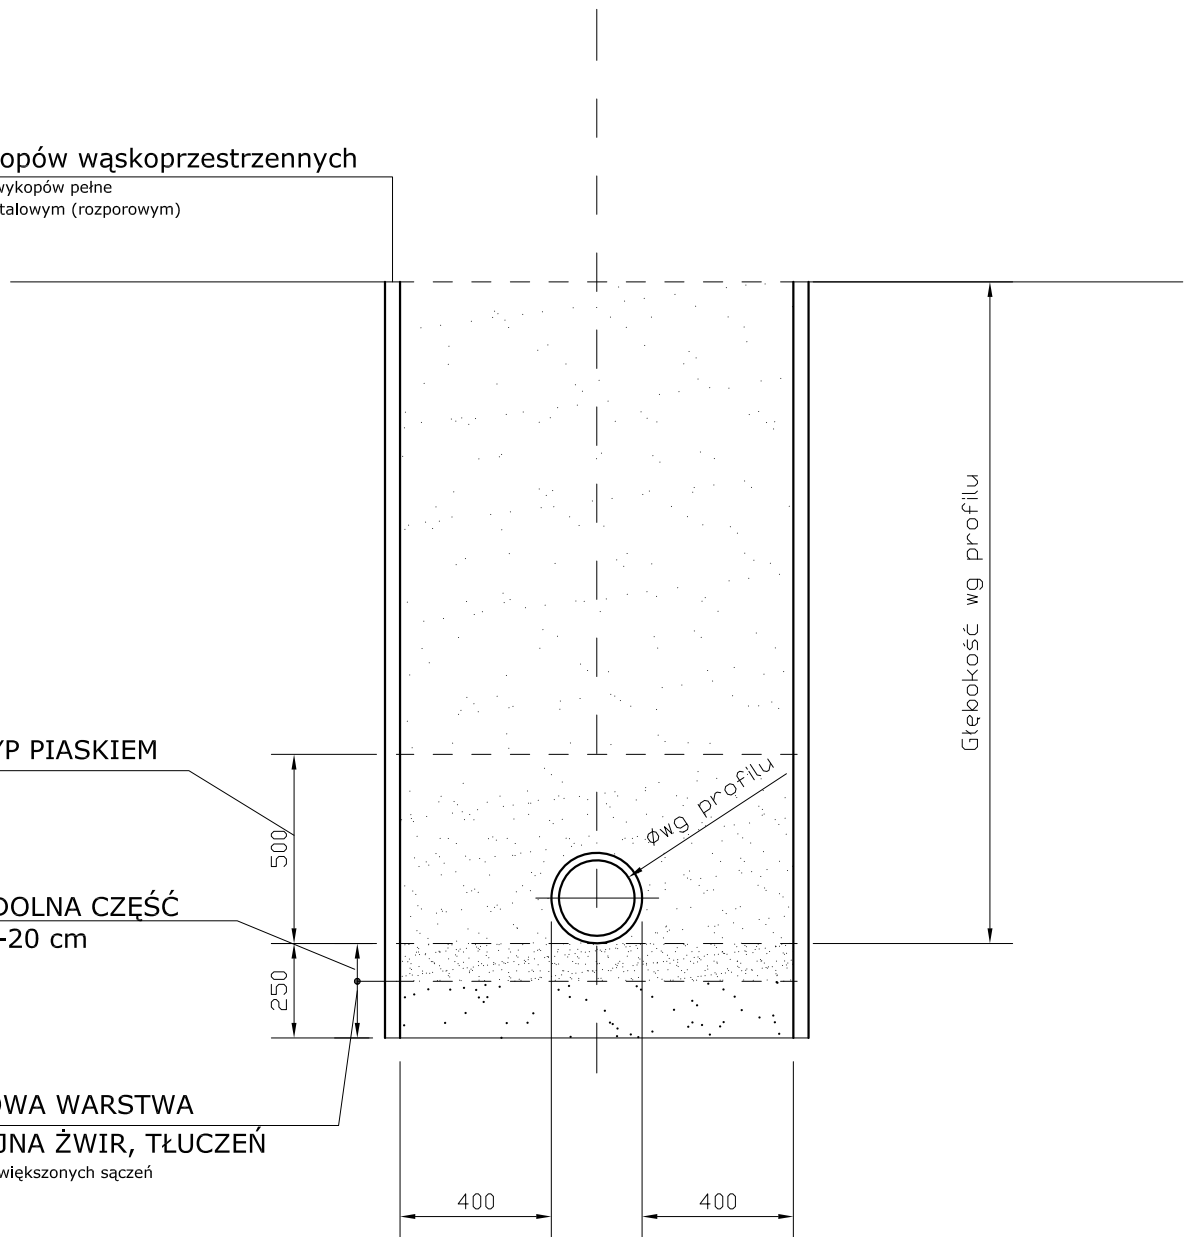 opów wąskoprzestrzennych
wykopów pełne
talowym (rozporowym)
Głębokość wg profilu
YP PIASKIEM
Øwg profilu
500
DOLNA CZĘŚĆ
-20 cm
250
OWA WARSTWA
JNA ŻWIR, TŁUCZEŃ
większonych sączeń
400
400